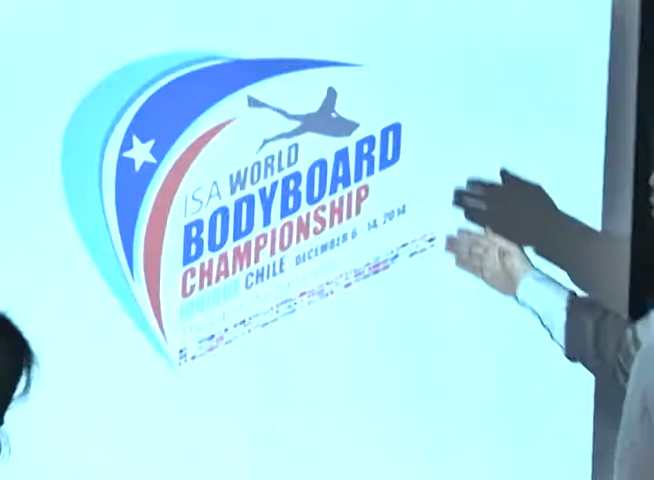 ISA WORLD
BODYBOARD
CHAMPIONSHIP
CHILE DECEMBER 6 14, 2014